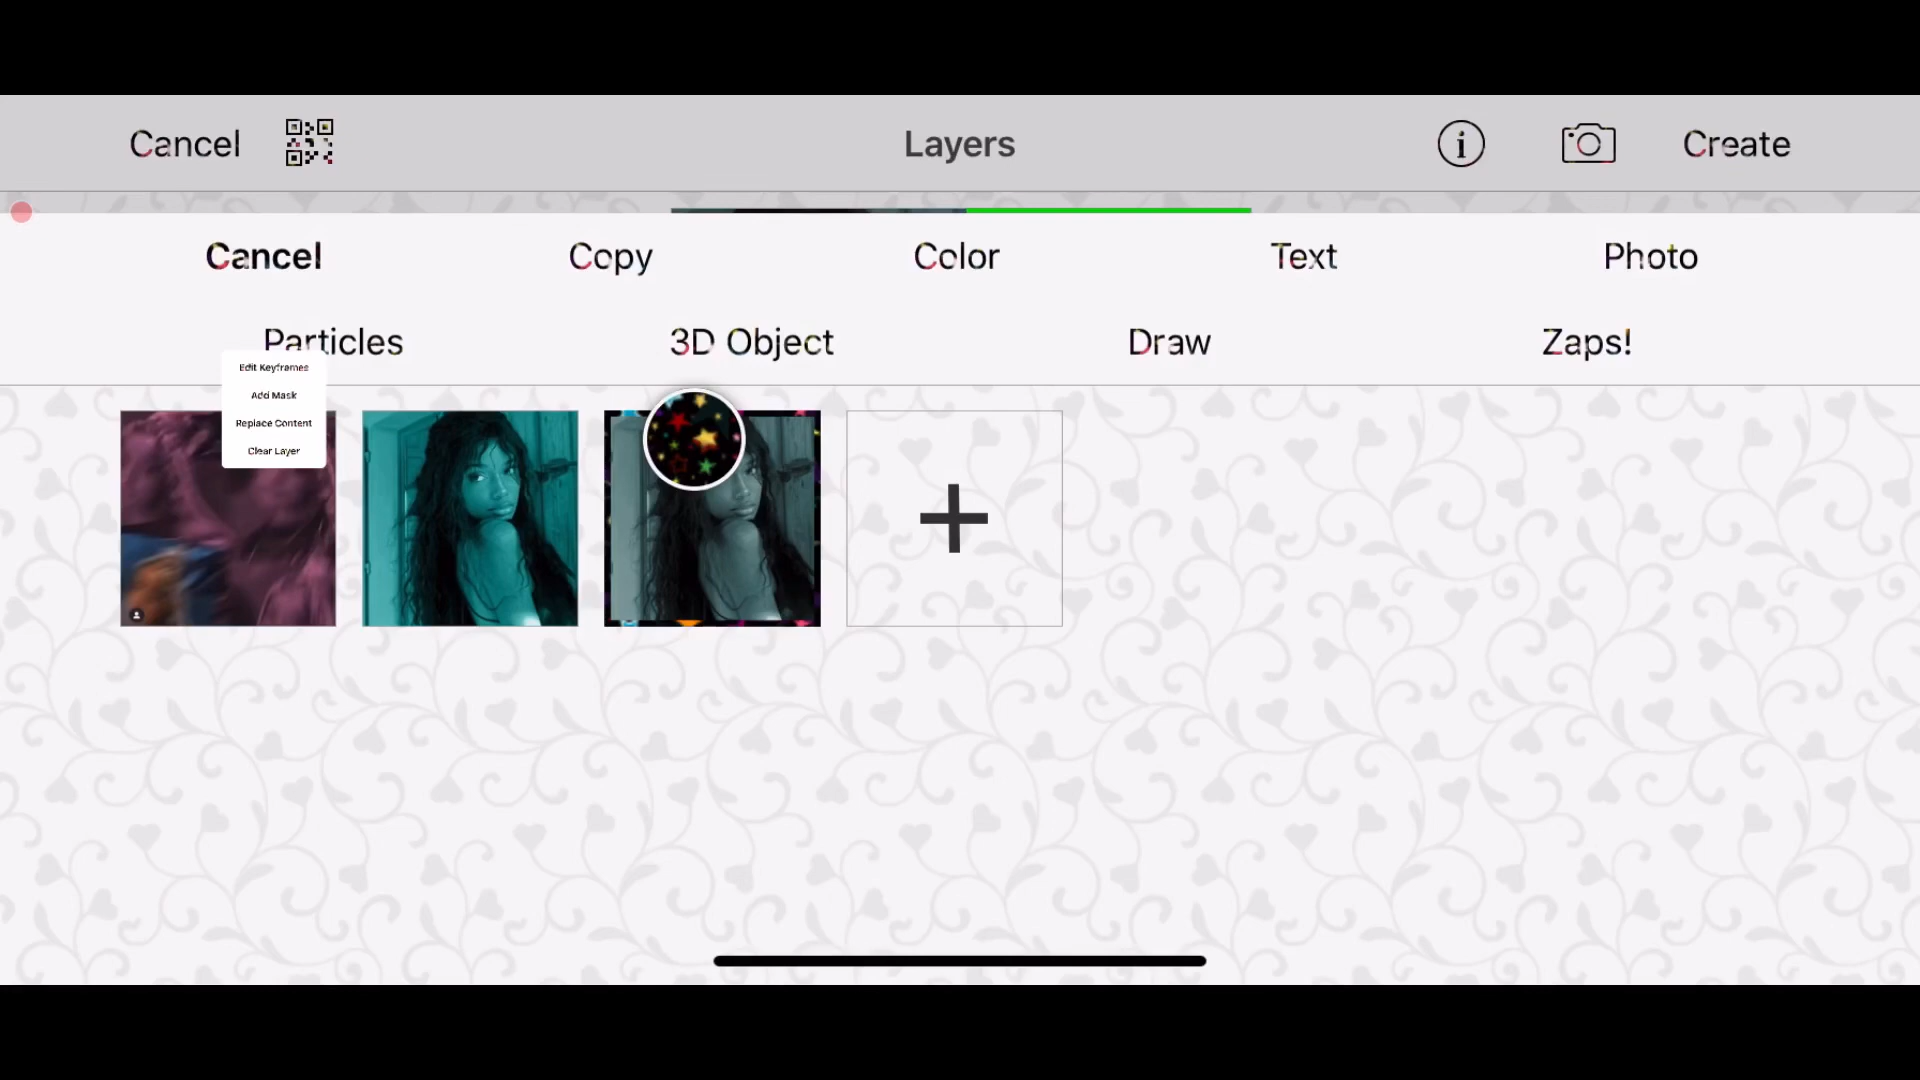 Cancel Layers Create
Cancel Copy Color Text Photo
Particles 3D Object Draw Zaps!
Edit Keyframes
Add Mask
Replace Content
Clear Layer